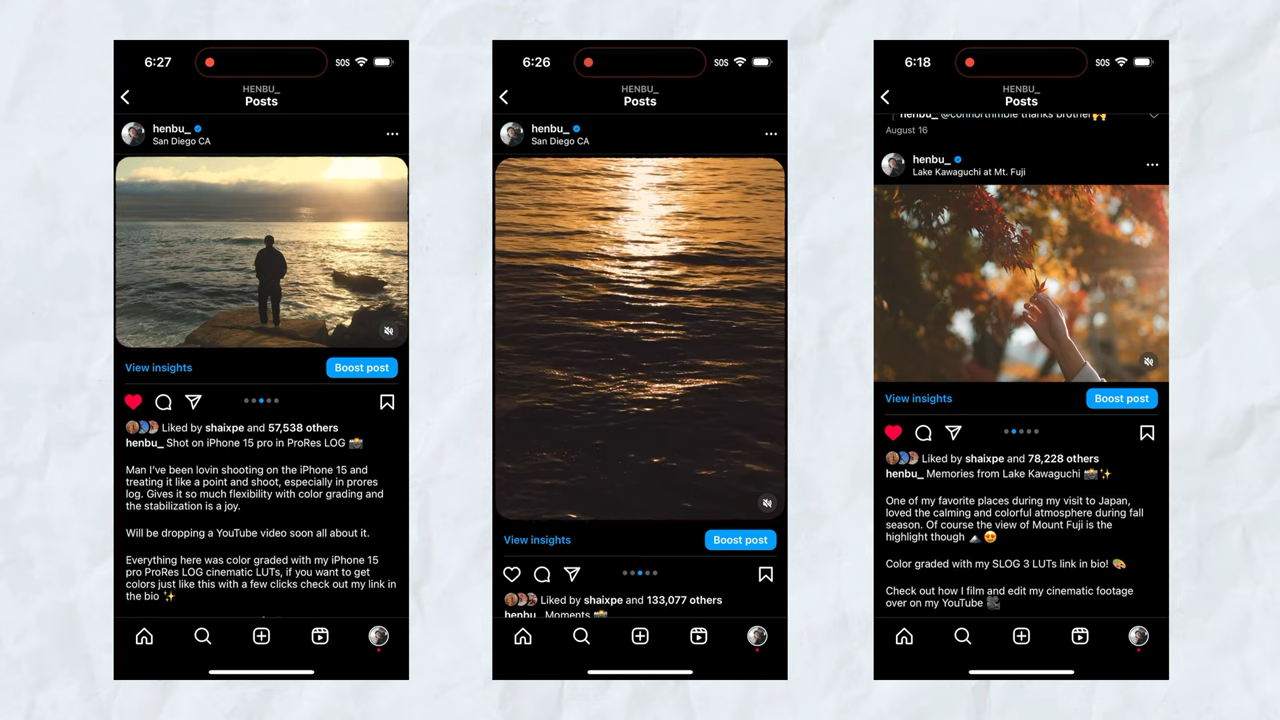 6:27
SOS
HENBU_
Posts
henbu_
San Diego CA
View insights
Boost post
Liked by shaixpe and 57,538 others
henbu_ Shot on iPhone 15 pro in ProRes LOG 📸
Man I've been lovin shooting on the iPhone 15 and
treating it like a point and shoot, especially in prores
log. Gives it so much flexibility with color grading and
the stabilization is a joy.
Will be dropping a YouTube video soon all about it.
Everything here was color graded with my iPhone 15
pro ProRes LOG cinematic LUTs, if you want to get
colors just like this with a few clicks check out my link in
the bio ✨
6:26
SOS
HENBU_
Posts
henbu_
San Diego CA
View insights
Boost post
Liked by shaixpe and 133,077 others
henbu_ Moments 📸
6:18
SOS
HENBU_
Posts
henbu_ @connortrimble thanks brother🙌
August 16
henbu_
Lake Kawaguchi at Mt. Fuji
View insights
Boost post
Liked by shaixpe and 78,228 others
henbu_ Memories from Lake Kawaguchi 📸✨
One of my favorite places during my visit to Japan,
loved the calming and colorful atmosphere during fall
season. Of course the view of Mount Fuji is the
highlight though 🏔️ 😍
Color graded with my SLOG 3 LUTs link in bio! 🎨
Check out how I film and edit my cinematic footage
over on my YouTube 🎥